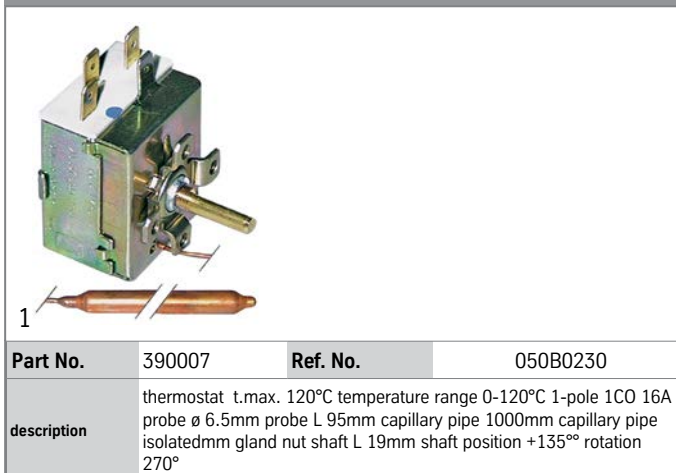 1
Part No. 390007 Ref. No. 050B0230
description
thermostat t.max. 120°C temperature range 0-120°C 1-pole 1CO 16A
probe ø 6.5mm probe L 95mm capillary pipe 1000mm capillary pipe
isolatedmm gland nut shaft L 19mm shaft position +135°° rotation
270°